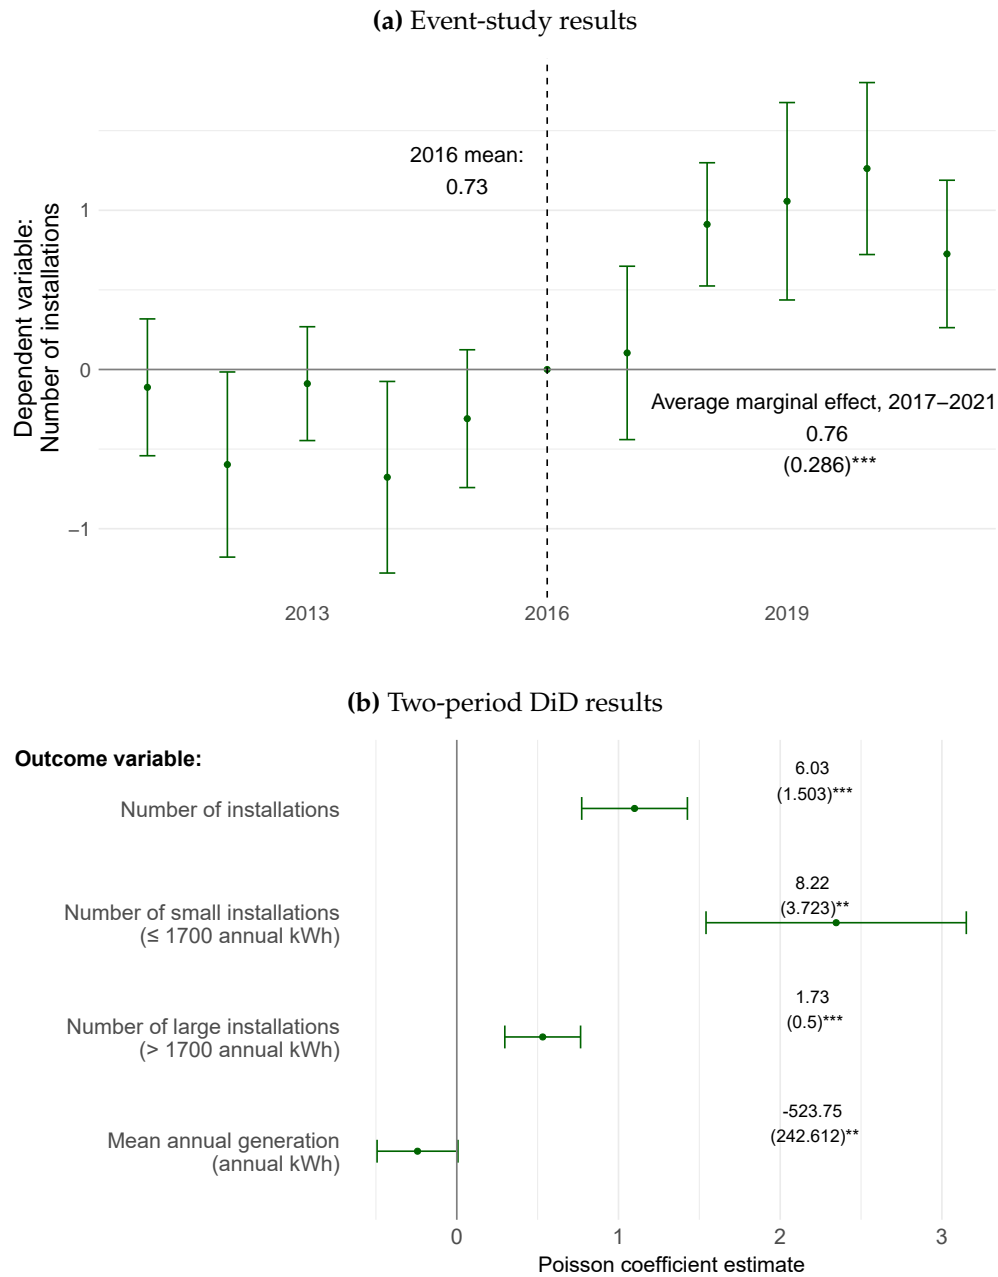 (a) Event-study results
Dependent variable:
Number of installations
2016 mean:
0.73
1
0
−1
Average marginal effect, 2017−2021
0.76
(0.286)***
2013
2016
2019
(b) Two-period DiD results
Outcome variable:
Number of installations
6.03
(1.503)***
Number of small installations
(≤ 1700 annual kWh)
8.22
(3.723)**
Number of large installations
(> 1700 annual kWh)
1.73
(0.5)***
Mean annual generation
(annual kWh)
-523.75
(242.612)**
0
1
2
3
Poisson coefficient estimate